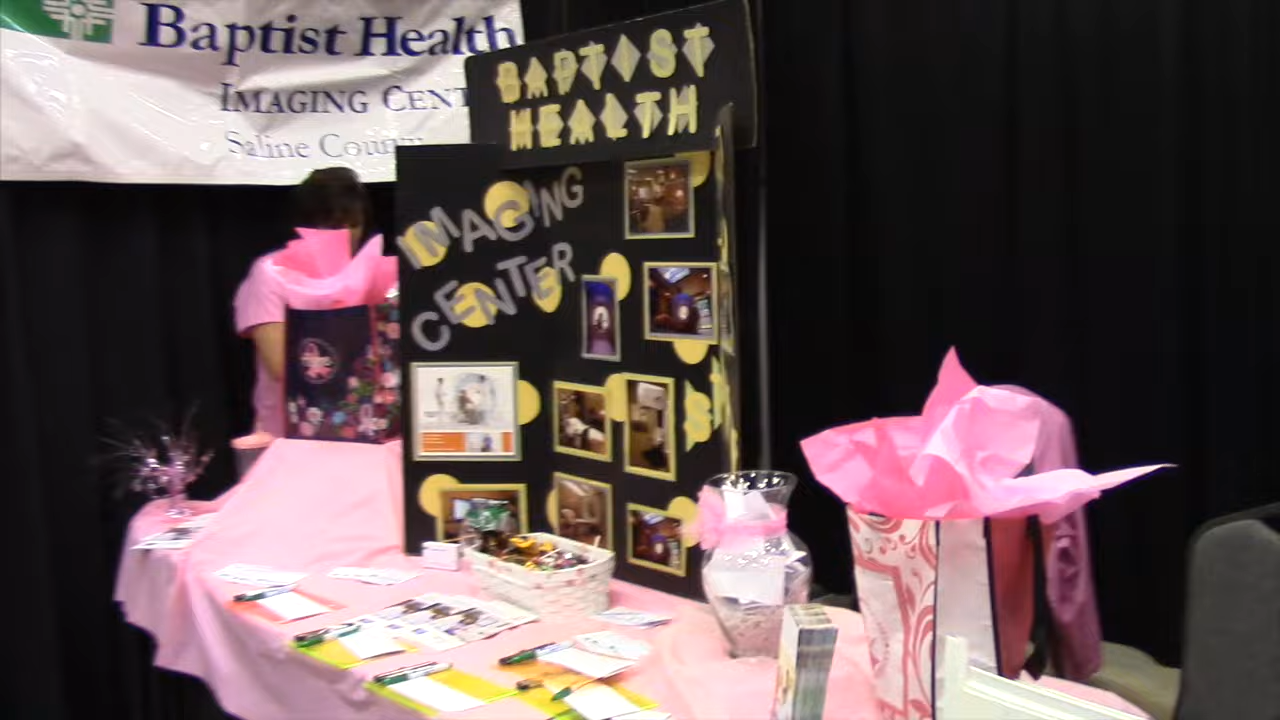 Baptist Health
IMAGING CENT
Saline County
BAPTIST
HEALTH
IMAGING
CENTER